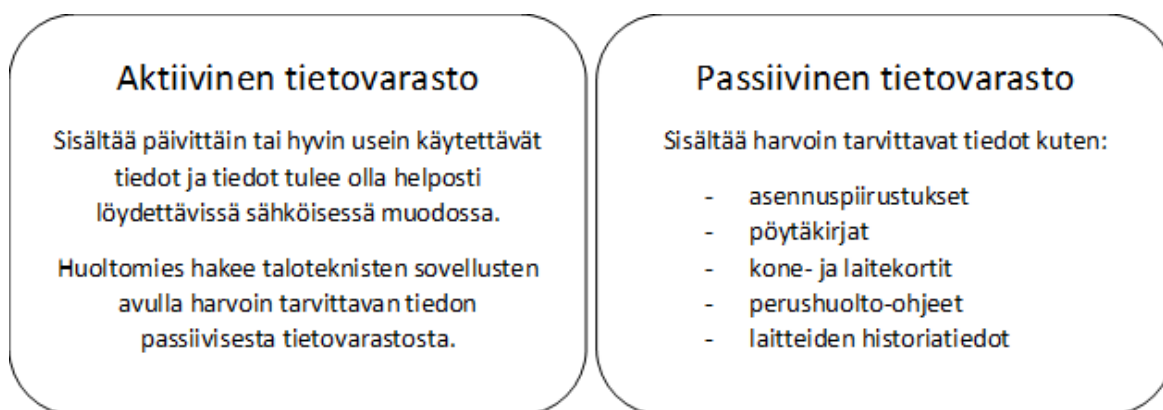 Aktiivinen tietovarasto
Sisältää päivittäin tai hyvin usein käytettävät
tiedot ja tiedot tulee olla helposti
löydettävissä sähköisessä muodossa.
Huoltomies hakee taloteknisten sovellusten
avulla harvoin tarvittavan tiedon
passiivisesta tietovarastosta.
Passiivinen tietovarasto
Sisältää harvoin tarvittavat tiedot kuten:
- asennuspiirustukset
- pöytäkirjat
- kone- ja laitekortit
- perushuolto-ohjeet
- laitteiden historiatiedot